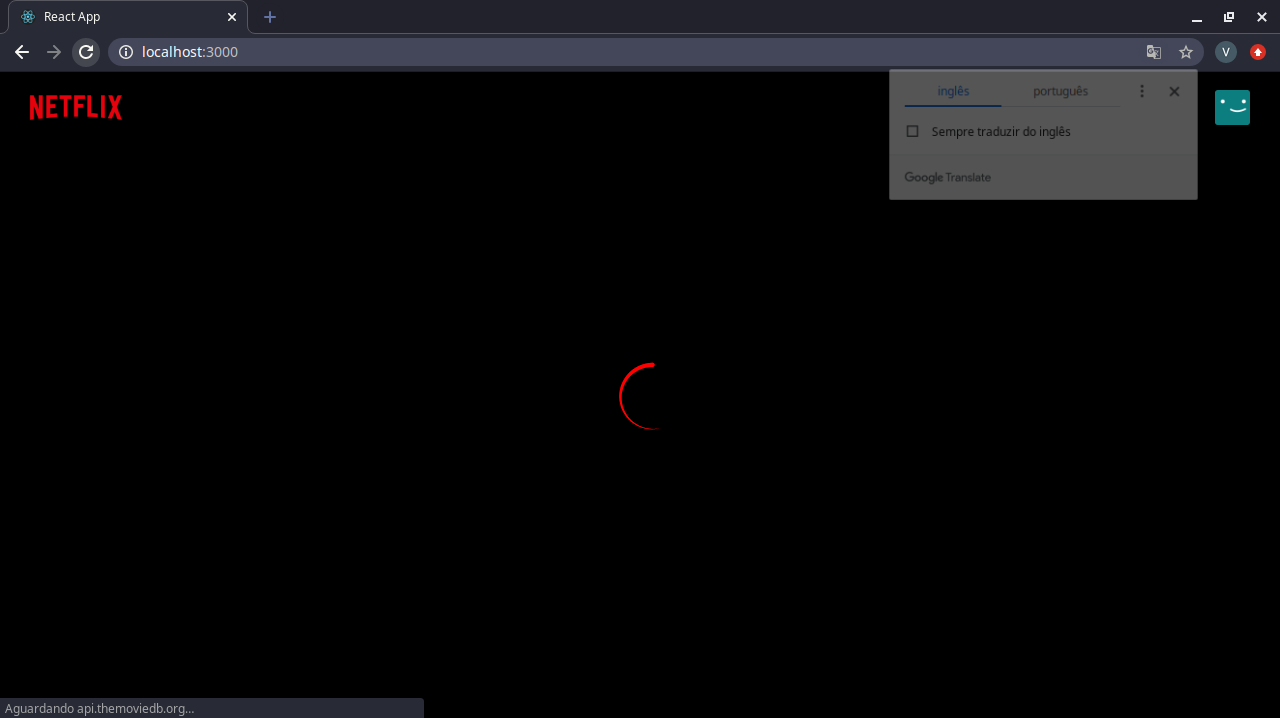 React App
localhost:3000
V
NETFLIX
inglês português
Sempre traduzir do inglês
Google Translate
Aguardando api.themoviedb.org...